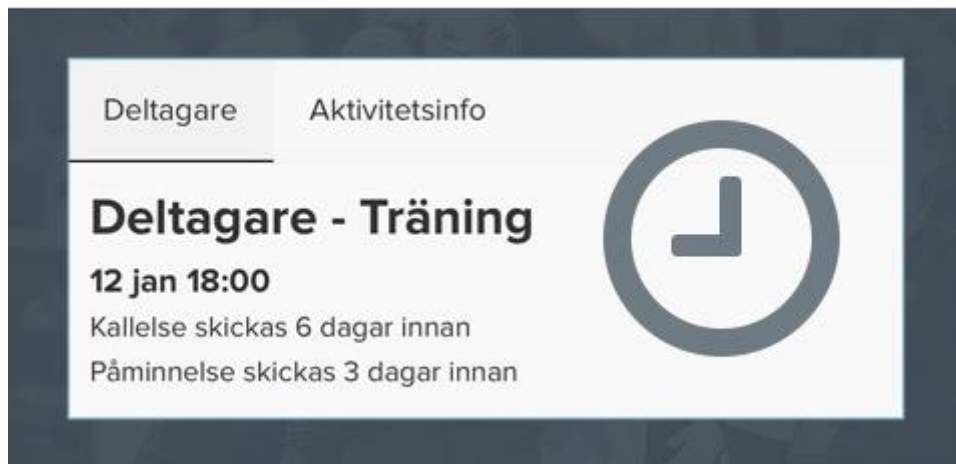 Deltagare Aktivitetsinfo
Deltagare - Träning
12 jan 18:00
Kallelse skickas 6 dagar innan
Påminnelse skickas 3 dagar innan